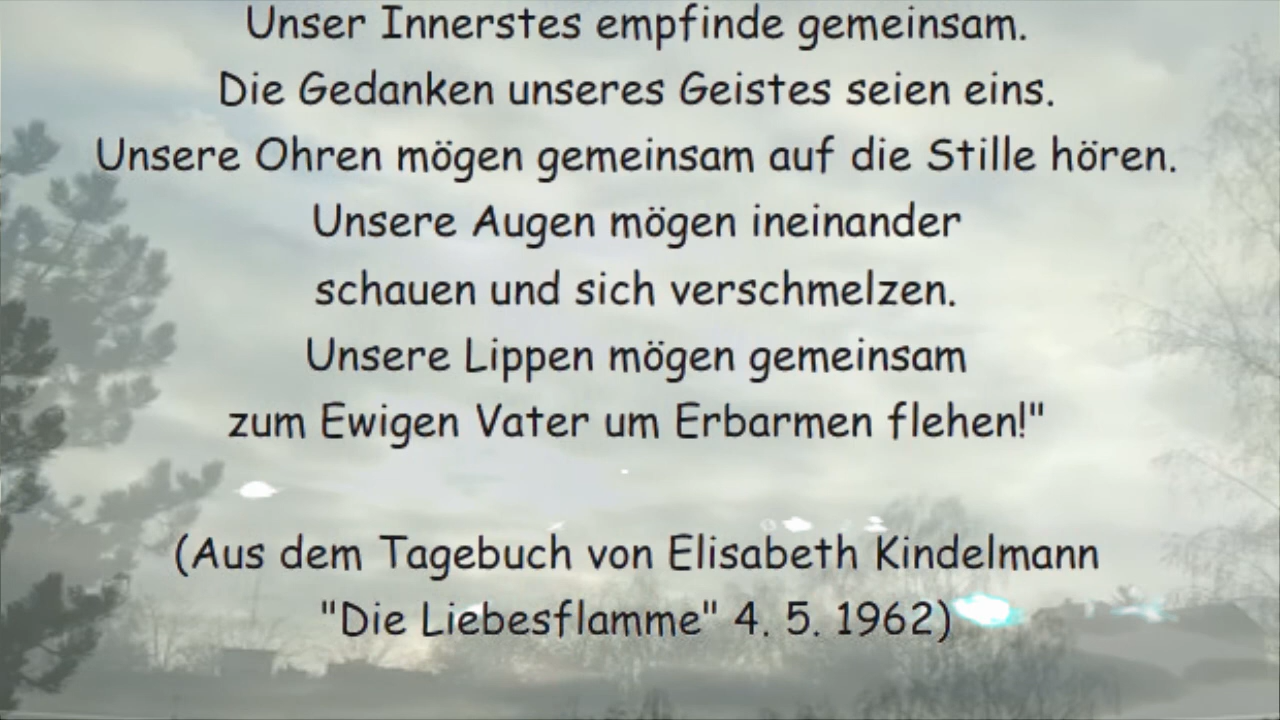 Unser Innerstes empfinde gemeinsam.
Die Gedanken unseres Geistes seien eins.
Unsere Ohren mögen gemeinsam auf die Stille hören.
Unsere Augen mögen ineinander
schauen und sich verschmelzen.
Unsere Lippen mögen gemeinsam
zum Ewigen Vater um Erbarmen flehen!"
(Aus dem Tagebuch von Elisabeth Kindelmann
"Die Liebesflamme" 4. 5. 1962)